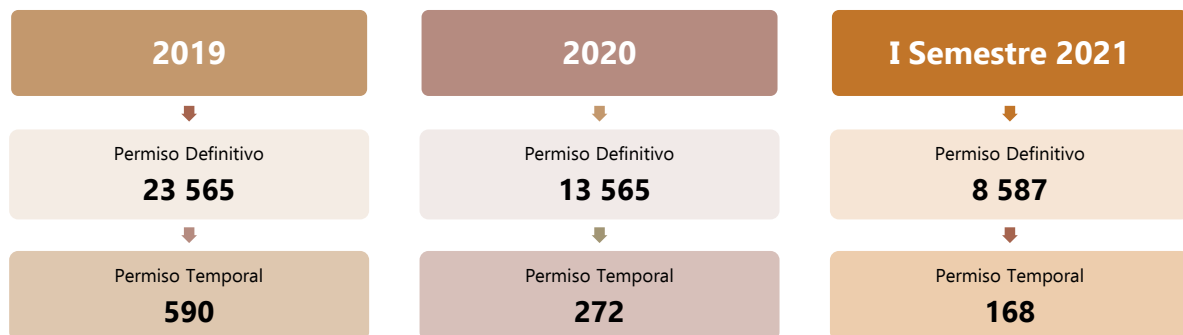 2019
Permiso Definitivo
23 565
Permiso Temporal
590
2020
Permiso Definitivo
13 565
Permiso Temporal
272
I Semestre 2021
Permiso Definitivo
8 587
Permiso Temporal
168